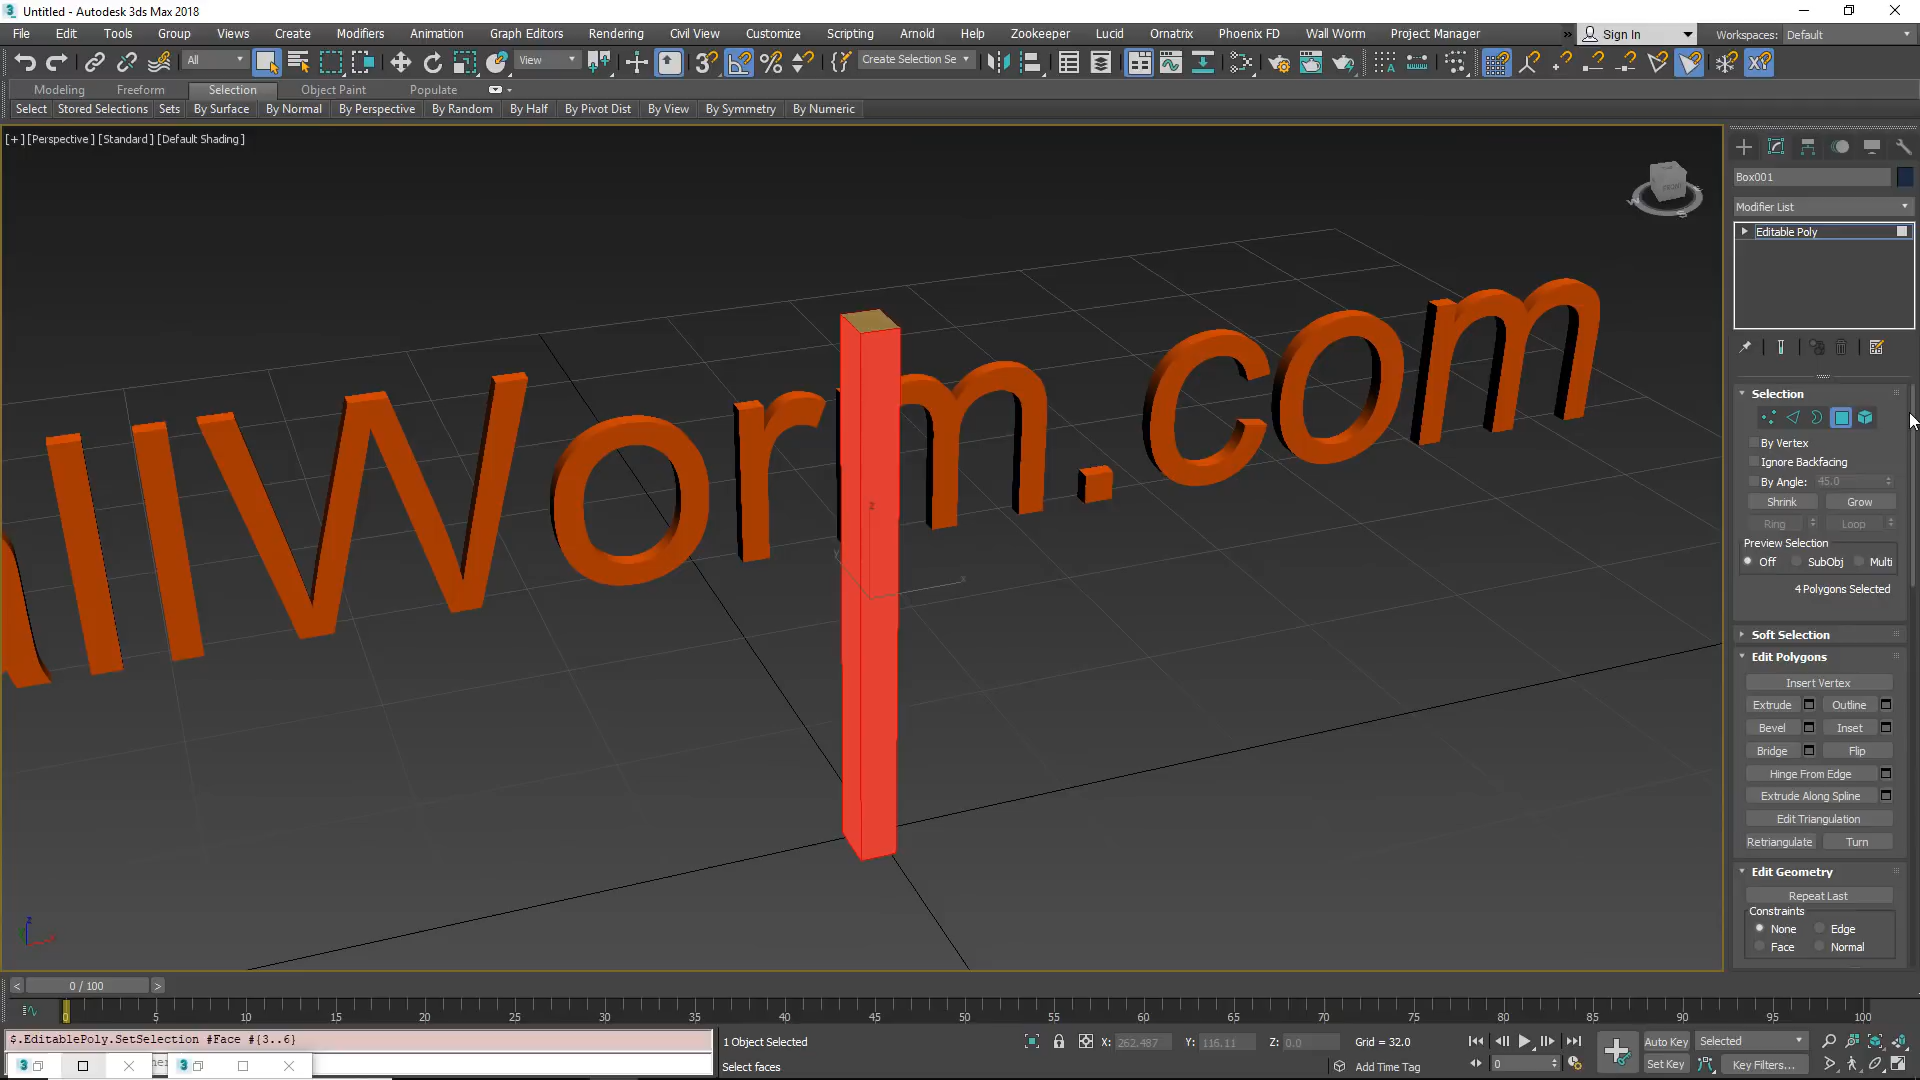 Untitled - Autodesk 3ds Max 2018
File Edit Tools Group Views Create Modifiers Animation Graph Editors Rendering Civil View Customize Scripting Arnold Help Zookeeper Lucid Ornatrix Phoenix FD Wall Worm Project Manager » Sign In Workspaces: Default
All View Create Selection Se
Modeling Freeform Selection Object Paint Populate
Select Stored Selections Sets By Surface By Normal By Perspective By Random By Half By Pivot Dist By View By Symmetry By Numeric
[+] [Perspective] [Standard] [Default Shading]
FRONT
W S
Box001
Modifier List
Editable Poly
allWorm.com
Selection
By Vertex
Ignore Backfacing
By Angle: 45.0
Shrink Grow
Ring Loop
Preview Selection
Off SubObj Multi
4 Polygons Selected
Soft Selection
Edit Polygons
Insert Vertex
Extrude Outline
Bevel Inset
Bridge Flip
Hinge From Edge
Extrude Along Spline
Edit Triangulation
Retriangulate Turn
Edit Geometry
Repeat Last
Constraints
None Edge
Face Normal
z
y x
z
< 0 / 100 >
0 5 10 15 20 25 30 35 40 45 50 55 60 65 70 75 80 85 90 95 100
$.EditablePoly.SetSelection #Face #{3..6}
1 Object Selected X: 262.487 Y: 116.11 Z: 0.0 Grid = 32.0 Auto Key Selected
Select faces Add Time Tag 0 Set Key Key Filters...